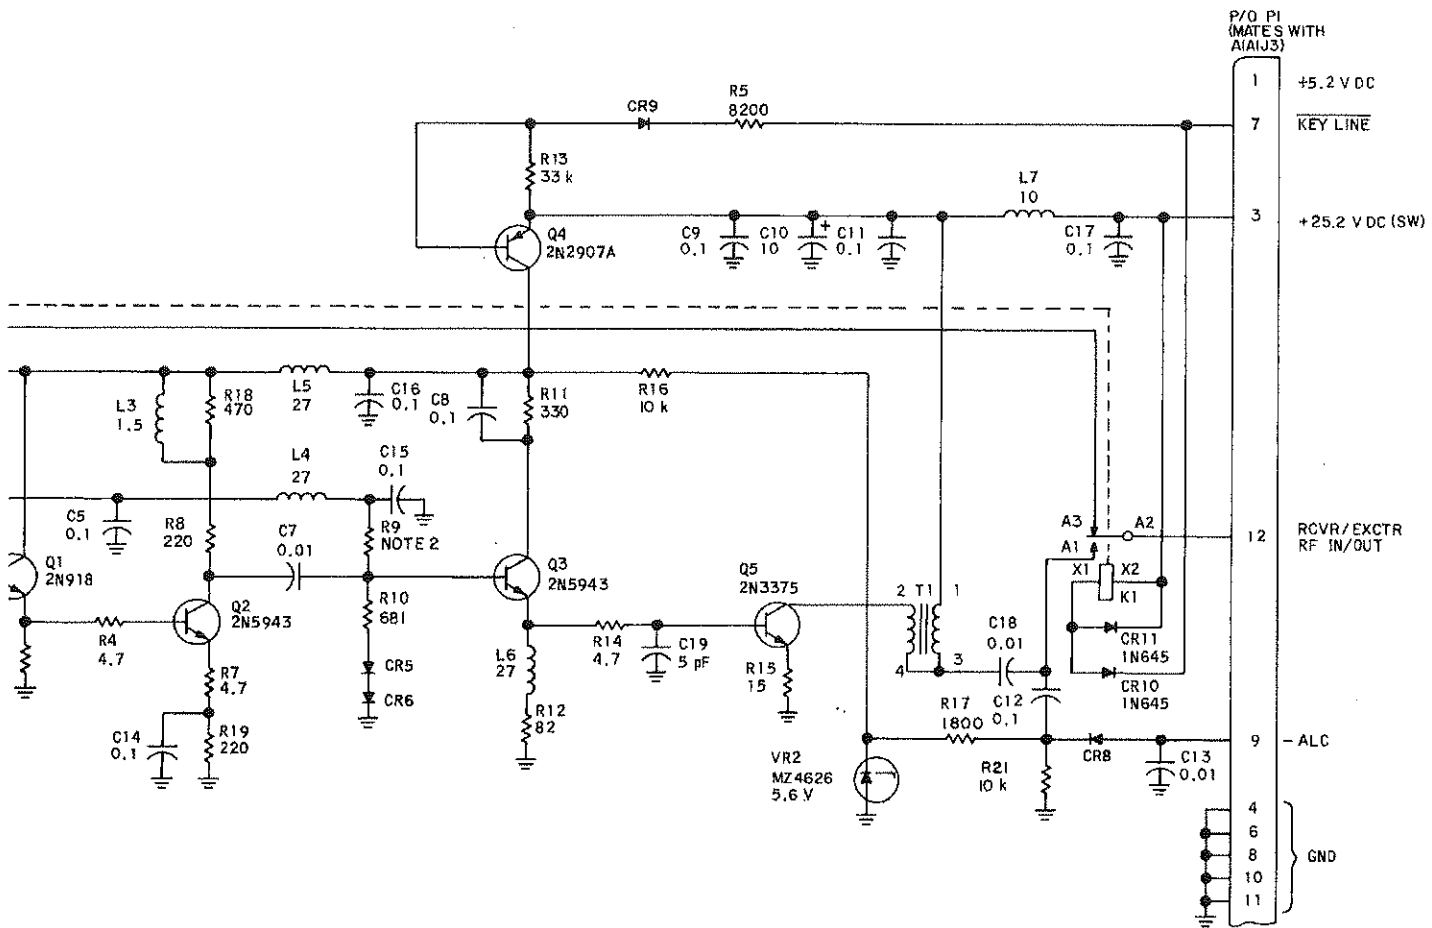 P/O P1
(MATES WITH
A1A1J3)
1 +5.2 V DC
CR9
R5
8200
7 KEY LINE
R13
33 k
L7
10
3 +25.2 V DC (SW)
Q4
2N2907A
C9
0.1
C10
10
+
C11
0.1
C17
0.1
L3
1.5
R18
470
L5
27
C16
0.1
C8
0.1
R11
330
R16
10 k
L4
27
C15
0.1
C5
0.1
R8
220
C7
0.01
R9
NOTE 2
A3
A2
A1
12 RCVR/EXCTR
RF IN/OUT
Q1
2N918
Q2
2N5943
R10
681
Q3
2N5943
Q5
2N3375
2 T1 1
X1
X2
K1
R4
4.7
R14
4.7
C19
5 pF
C18
0.01
CR11
1N645
R7
4.7
CR5
CR6
L6
27
R15
15
4
3
CR10
1N645
C14
0.1
R19
220
R12
82
R17
1800
C12
0.1
9 -ALC
VR2
MZ4626
5.6 V
R21
10 k
CR8
C13
0.01
4
6
8
10
11
GND